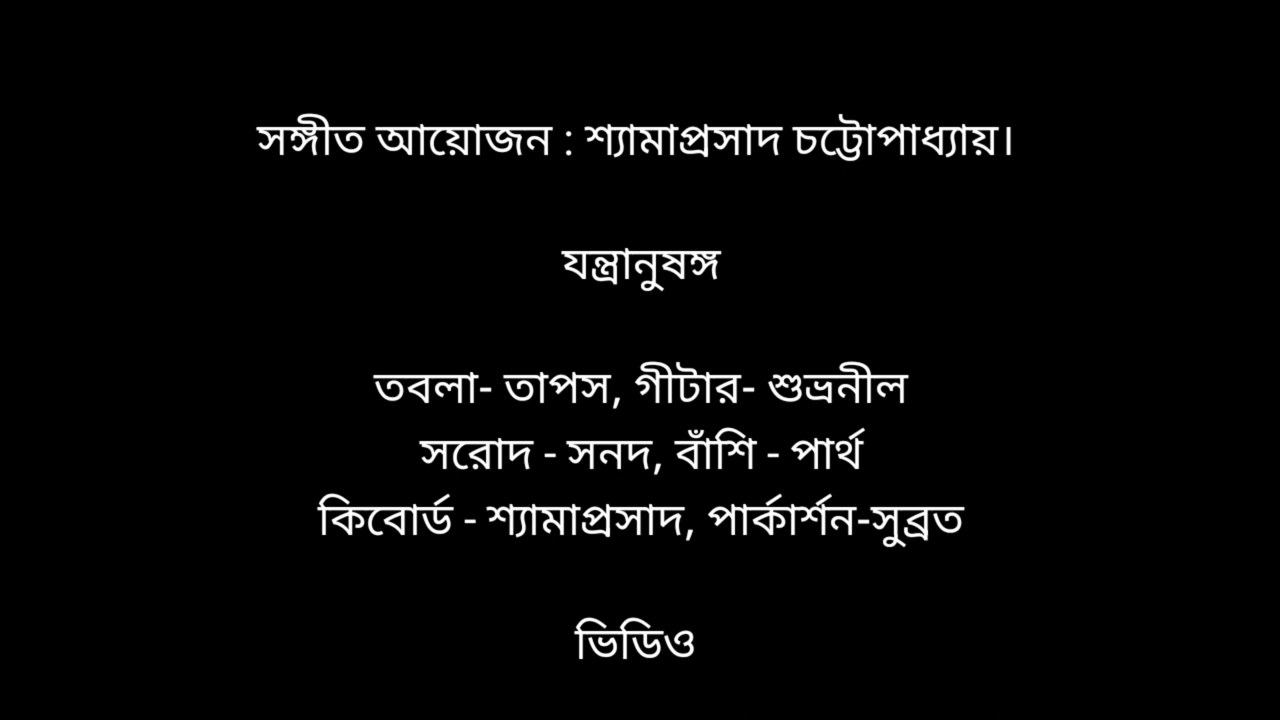 সঙ্গীত আয়োজন : শ্যামাপ্রসাদ চট্টোপাধ্যায়।
যন্ত্রানুষঙ্গ
তবলা- তাপস, গীটার- শুভ্রনীল
সরোদ - সনদ, বাঁশি - পার্থ
কিবোর্ড - শ্যামাপ্রসাদ, পার্কার্শন-সুব্রত
ভিডিও